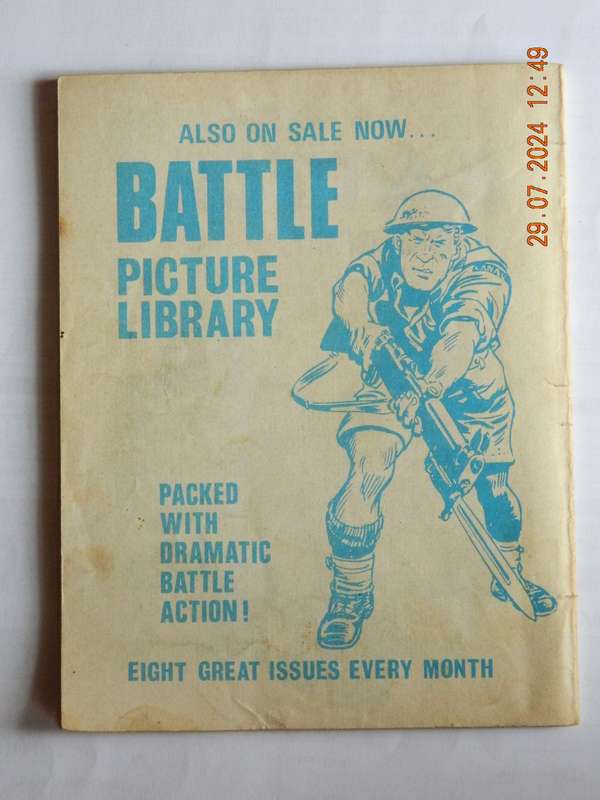 ALSO ON SALE NOW...
BATTLE
PICTURE
LIBRARY
PACKED
WITH
DRAMATIC
BATTLE
ACTION!
EIGHT GREAT ISSUES EVERY MONTH
29.07.2024 12:49